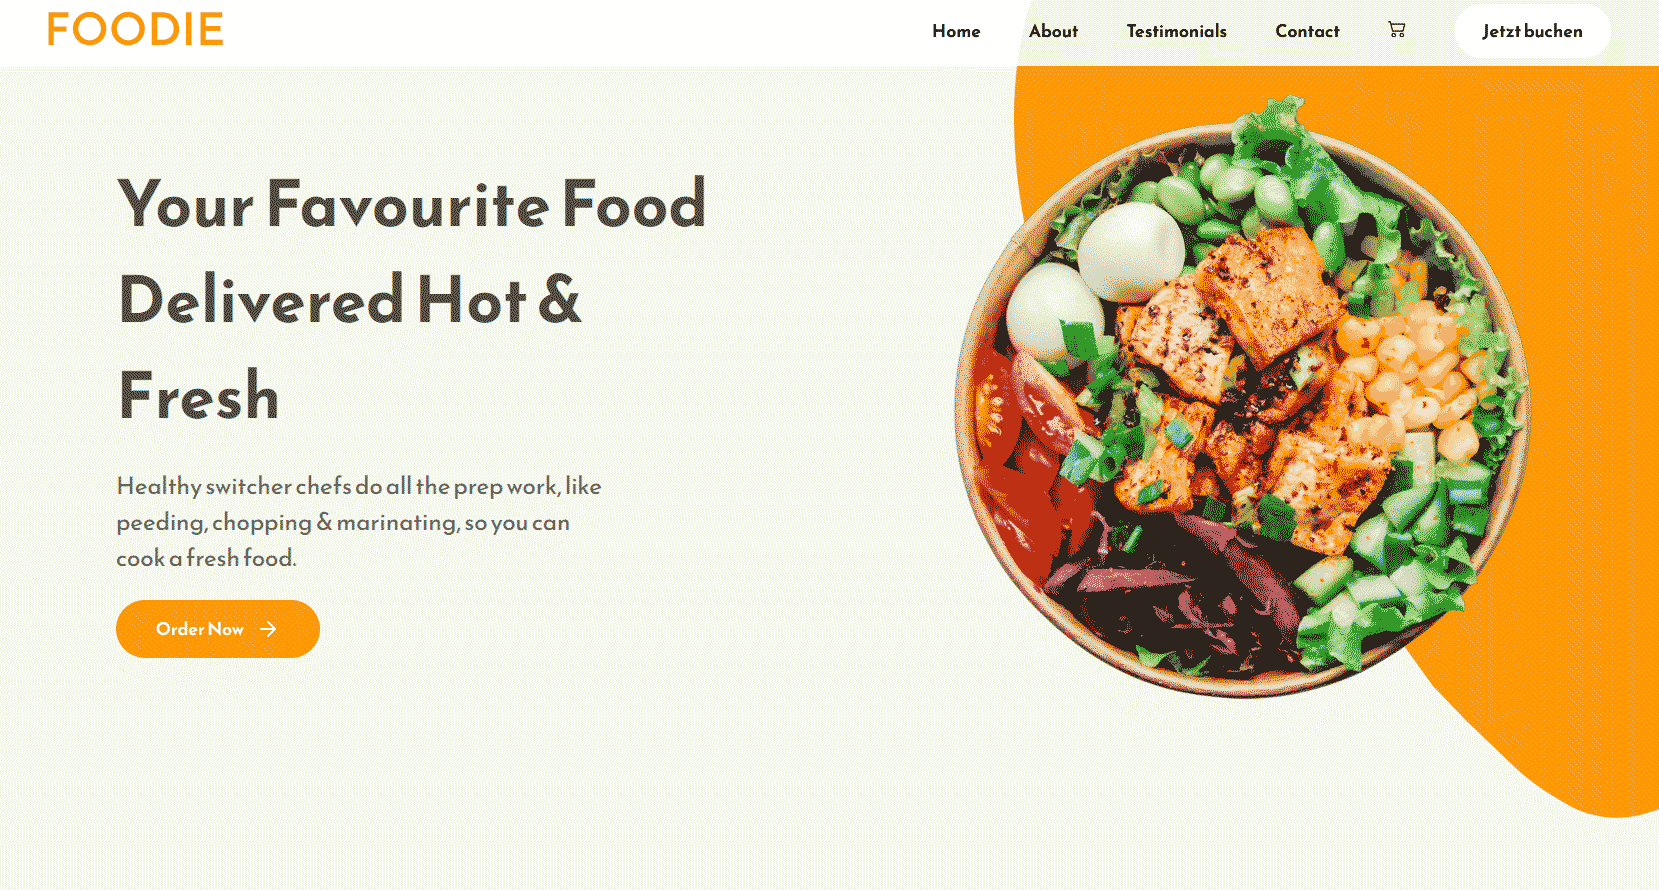 FOODIE
Home About Testimonials Contact Jetzt buchen
Your Favourite Food
Delivered Hot &
Fresh
Healthy switcher chefs do all the prep work, like
peeding, chopping & marinating, so you can
cook a fresh food.
Order Now